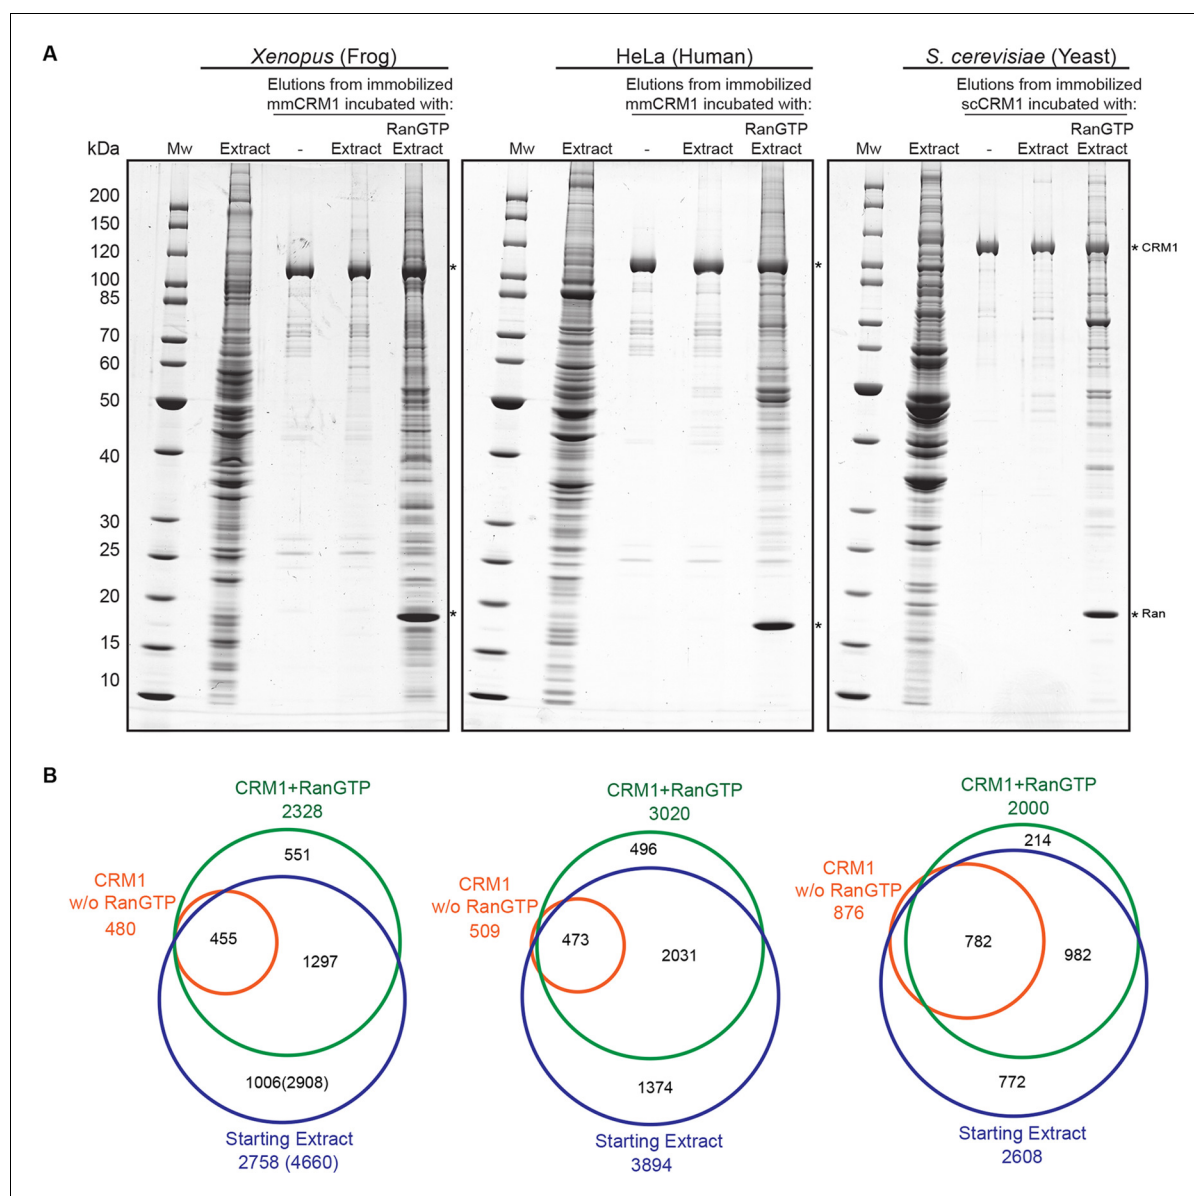 A
Xenopus (Frog)
Elutions from immobilized
mmCRM1 incubated with:
RanGTP
kDa
Mw Extract - Extract Extract
200
150
120
100
85
70
60
50
40
30
25
20
15
10
*
*
HeLa (Human)
Elutions from immobilized
mmCRM1 incubated with:
RanGTP
Mw Extract - Extract Extract
*
*
S. cerevisiae (Yeast)
Elutions from immobilized
scCRM1 incubated with:
RanGTP
Mw Extract - Extract Extract
* CRM1
* Ran
B
CRM1+RanGTP
2328
551
CRM1
w/o RanGTP
480
455
1297
1006(2908)
Starting Extract
2758 (4660)
CRM1+RanGTP
3020
496
CRM1
w/o RanGTP
509
473
2031
1374
Starting Extract
3894
CRM1+RanGTP
2000
214
CRM1
w/o RanGTP
876
782
982
772
Starting Extract
2608